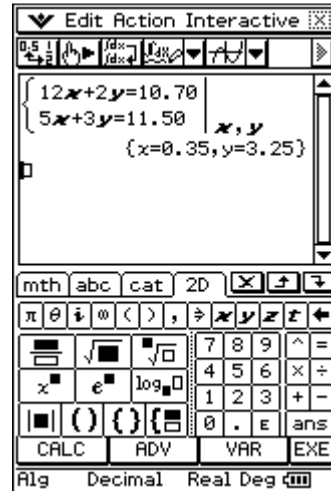 Edit Action Interactive
12x+2y=10.70
5x+3y=11.50
x, y
{x=0.35,y=3.25}
mth abc cat 2D
π θ i ∞ ( ) , ⇒ x y z t ←
√■ ⁿ√□ 7 8 9 ^ =
x■ e■ log■□ 4 5 6 × ÷
1 2 3 + -
|■| ( ) { } {■ 0 . E ans
CALC ADV VAR EXE
Alg Decimal Real Deg